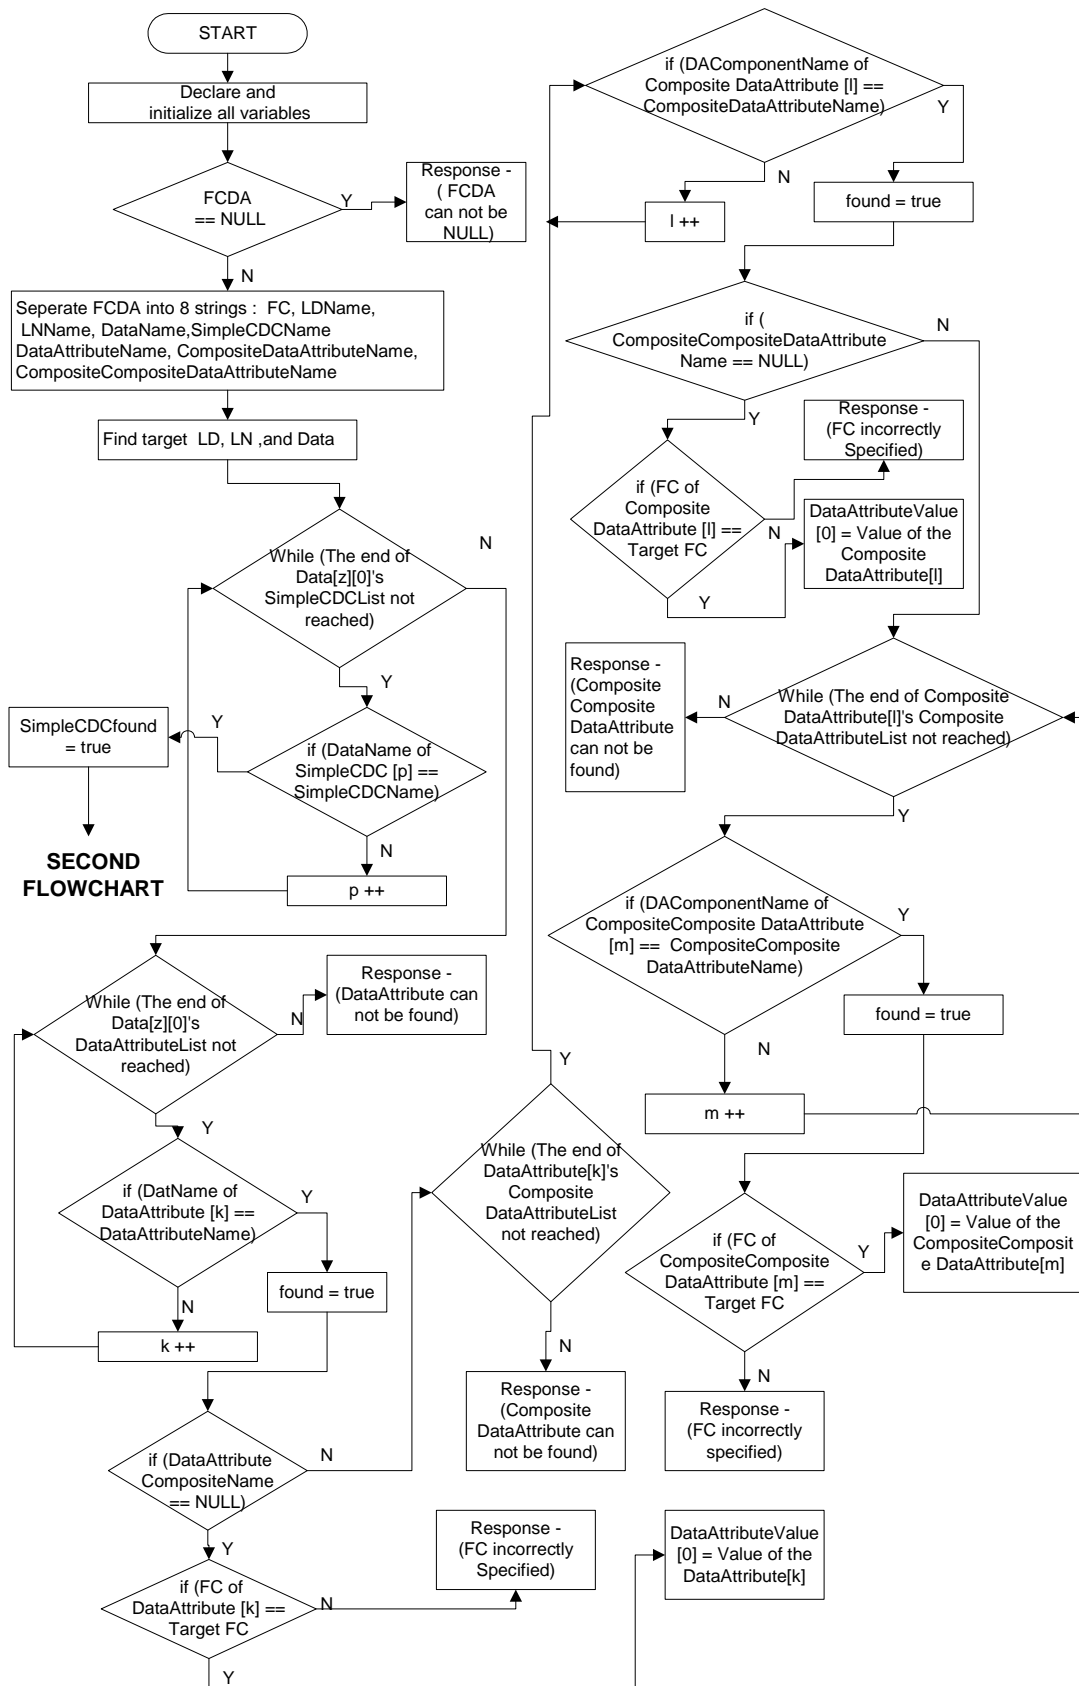 START
Declare and
initialize all variables
FCDA
== NULL
Y
Response -
( FCDA
can not be
NULL)
N
Seperate FCDA into 8 strings :  FC, LDName,
LNName, DataName,SimpleCDCName
DataAttributeName, CompositeDataAttributeName,
CompositeCompositeDataAttributeName
Find target  LD, LN ,and Data
While (The end of
Data[z][0]'s
SimpleCDCList not
reached)
N
Y
if (DataName of
SimpleCDC [p] ==
SimpleCDCName)
Y
SimpleCDCfound
= true
SECOND
FLOWCHART
N
p ++
While (The end of
Data[z][0]'s
DataAttributeList not
reached)
N
Response -
(DataAttribute can
not be found)
Y
if (DatName of
DataAttribute [k] ==
DataAttributeName)
Y
found = true
N
k ++
if (DataAttribute
CompositeName
== NULL)
N
Y
if (FC of
DataAttribute [k] ==
Target FC
N
Response -
(FC incorrectly
Specified)
Y
DataAttributeValue
[0] = Value of the
DataAttribute[k]
Y
While (The end of
DataAttribute[k]'s
Composite
DataAttributeList
not reached)
N
Response -
(Composite
DataAttribute can
not be found)
if (DAComponentName of
Composite DataAttribute [l] ==
CompositeDataAttributeName)
Y
N
l ++
found = true
if (
CompositeCompositeDataAttribute
Name == NULL)
N
Y
Response -
(FC incorrectly
Specified)
if (FC of
Composite
DataAttribute [l] ==
Target FC
N
DataAttributeValue
[0] = Value of the
Composite
DataAttribute[l]
Y
Response -
(Composite
Composite
DataAttribute
can not be
found)
N
While (The end of Composite
DataAttribute[l]'s Composite
DataAttributeList not reached)
Y
if (DAComponentName of
CompositeComposite DataAttribute
[m] ==  CompositeComposite
DataAttributeName)
Y
found = true
N
m ++
if (FC of
CompositeComposite
DataAttribute [m] ==
Target FC
Y
DataAttributeValue
[0] = Value of the
CompositeComposit
e DataAttribute[m]
N
Response -
(FC incorrectly
specified)